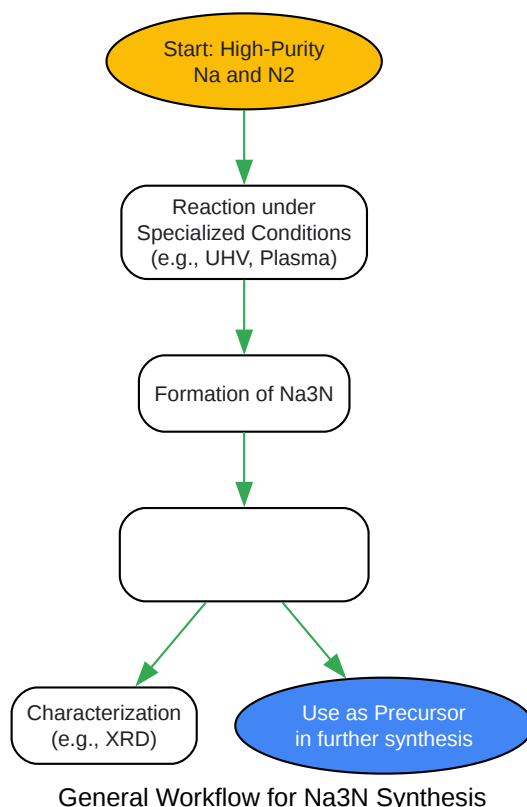 Start: High-Purity
Na and N2
Reaction under
Specialized Conditions
(e.g., UHV, Plasma)
Formation of Na3N
Characterization
(e.g., XRD)
Use as Precursor
in further synthesis
General Workflow for Na3N Synthesis